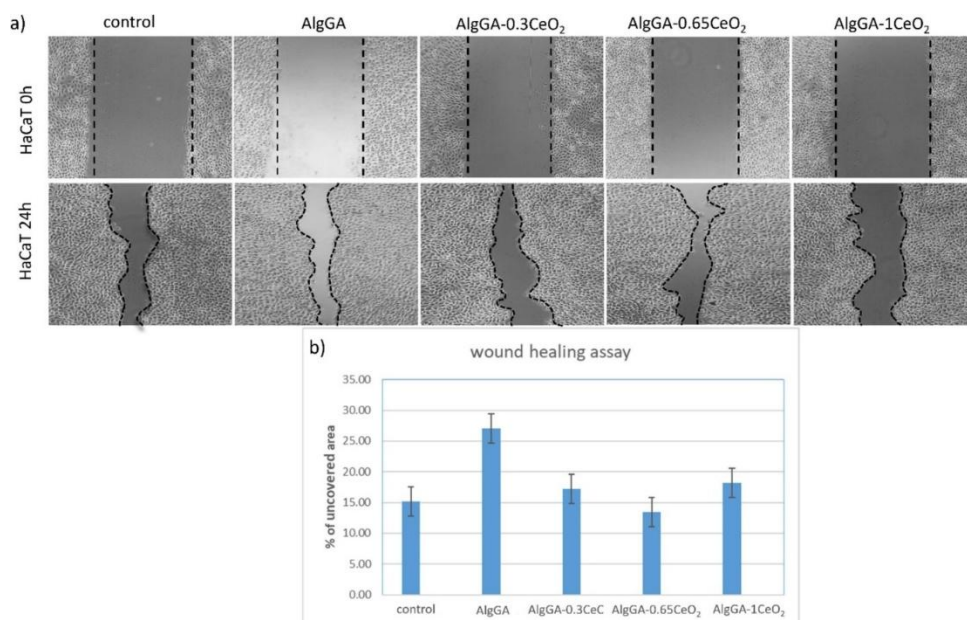 a)
control
AlgGA
AlgGA-0.3CeO₂
AlgGA-0.65CeO₂
AlgGA-1CeO₂
HaCaT 0h
HaCaT 24h
b)
wound healing assay
% of uncovered area
35.00
30.00
25.00
20.00
15.00
10.00
5.00
0.00
control
AlgGA
AlgGA-0.3CeC
AlgGA-0.65CeO₂
AlgGA-1CeO₂